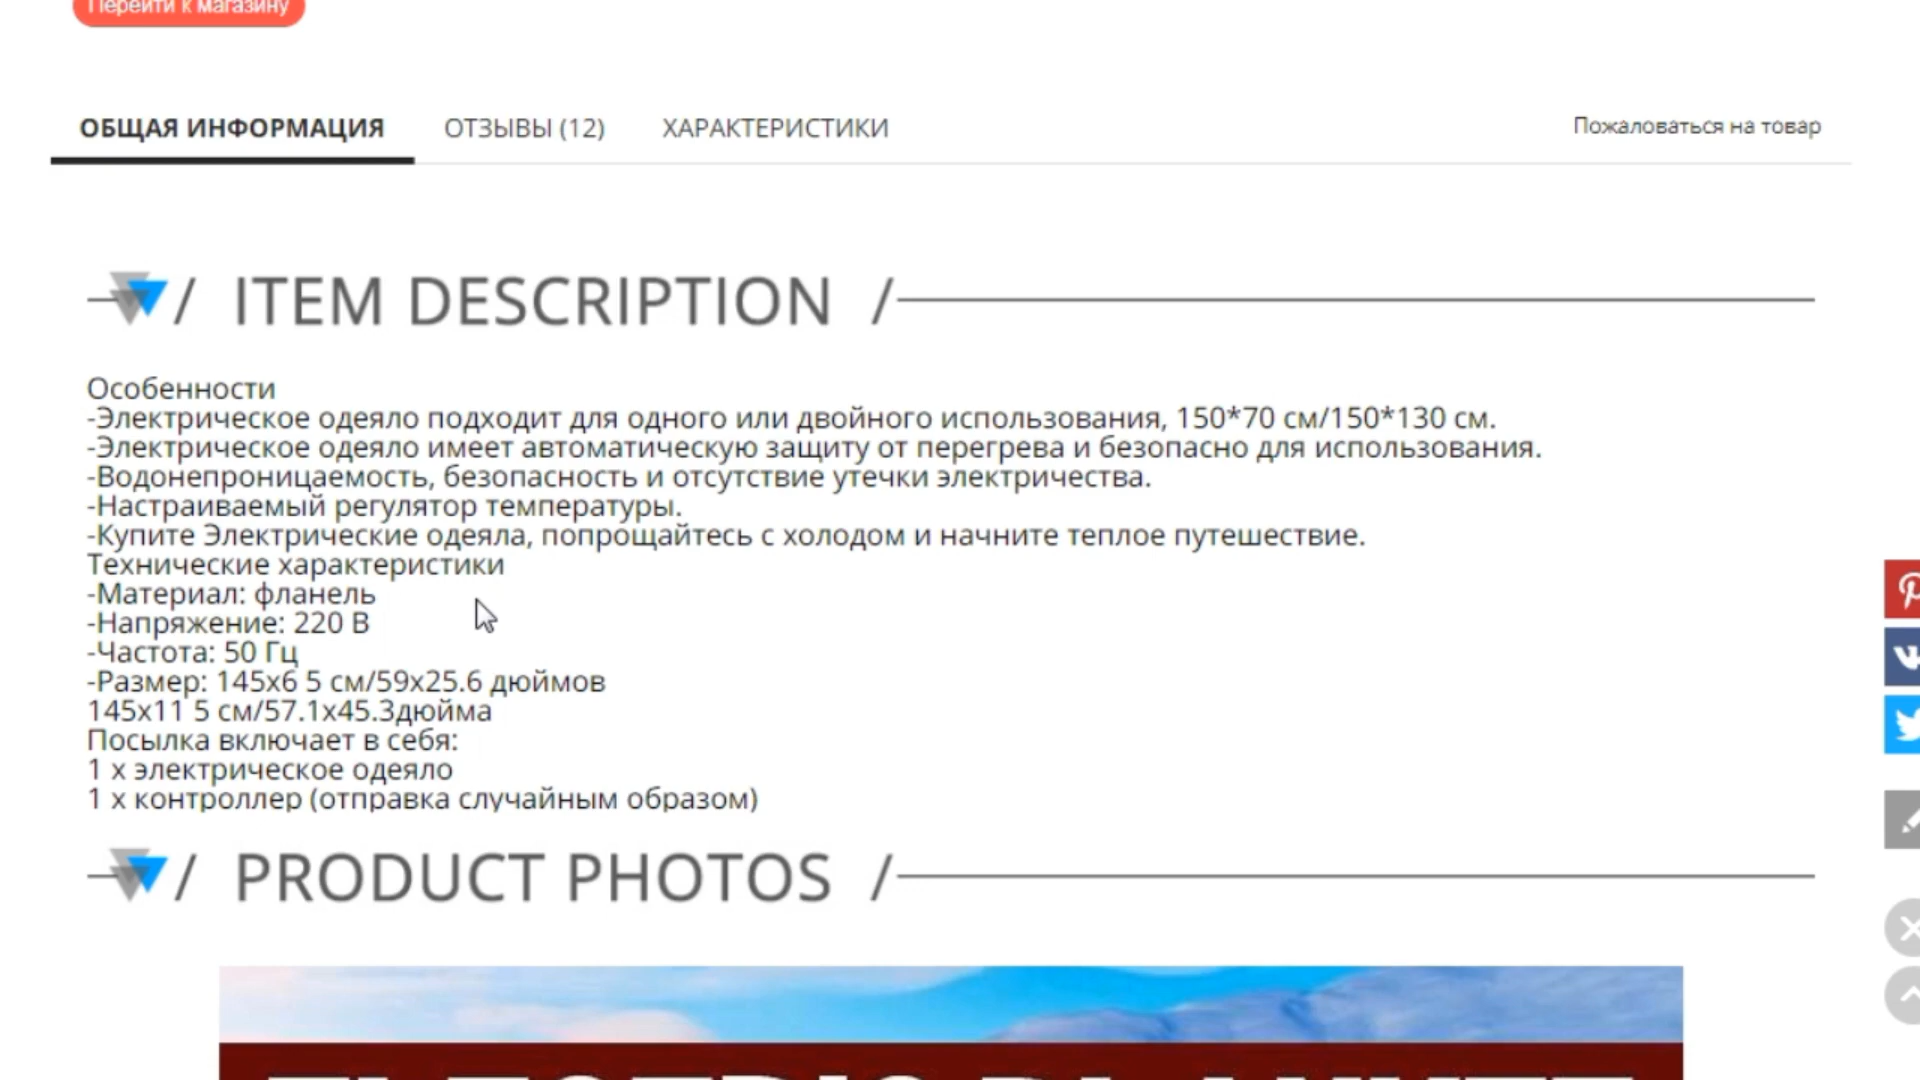 Перейти к магазину
ОБЩАЯ ИНФОРМАЦИЯ ОТЗЫВЫ (12) ХАРАКТЕРИСТИКИ Пожаловаться на товар
/ ITEM DESCRIPTION /
Особенности
-Электрическое одеяло подходит для одного или двойного использования, 150*70 см/150*130 см.
-Электрическое одеяло имеет автоматическую защиту от перегрева и безопасно для использования.
-Водонепроницаемость, безопасность и отсутствие утечки электричества.
-Настраиваемый регулятор температуры.
-Купите Электрические одеяла, попрощайтесь с холодом и начните теплое путешествие.
Технические характеристики
-Материал: фланель
-Напряжение: 220 В
-Частота: 50 Гц
-Размер: 145x6 5 см/59x25.6 дюймов
145x11 5 см/57.1x45.3дюйма
Посылка включает в себя:
1 x электрическое одеяло
1 x контроллер (отправка случайным образом)
/ PRODUCT PHOTOS /